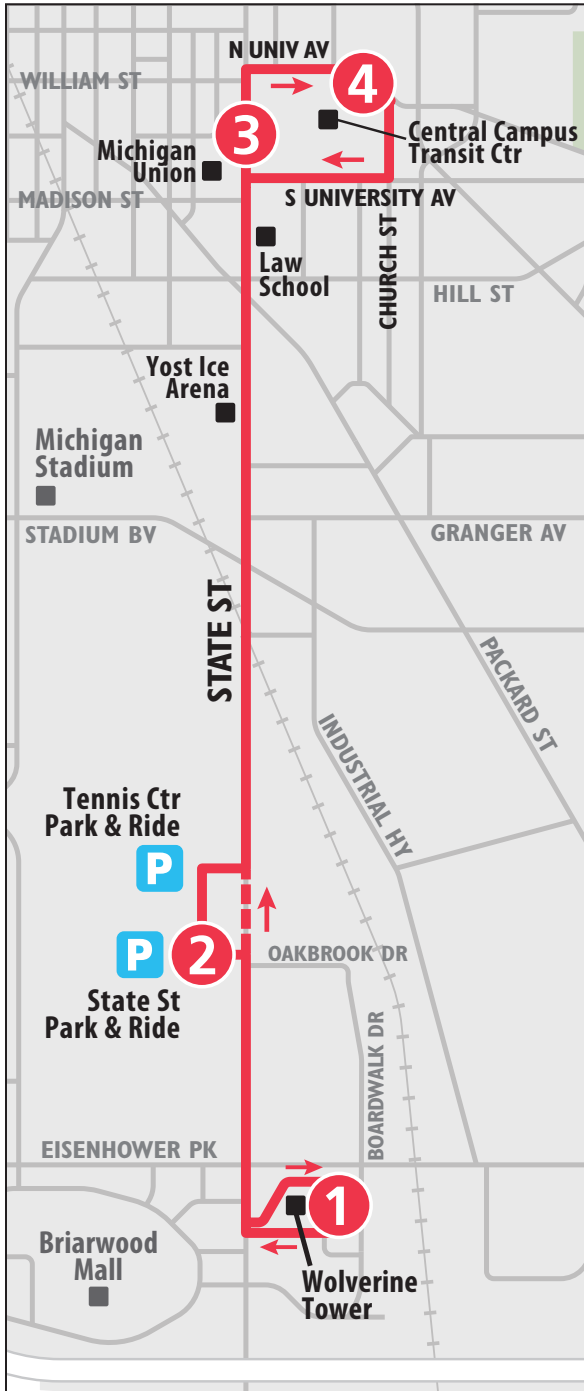 N UNIV AV
WILLIAM ST
4
3
Central Campus
Transit Ctr
Michigan
Union
MADISON ST
S UNIVERSITY AV
Law
School
CHURCH ST
HILL ST
Yost Ice
Arena
Michigan
Stadium
STADIUM BV
GRANGER AV
STATE ST
PACKARD ST
INDUSTRIAL HY
Tennis Ctr
Park & Ride
P
P
2
OAKBROOK DR
State St
Park & Ride
BOARDWALK DR
EISENHOWER PK
1
Briarwood
Mall
Wolverine
Tower